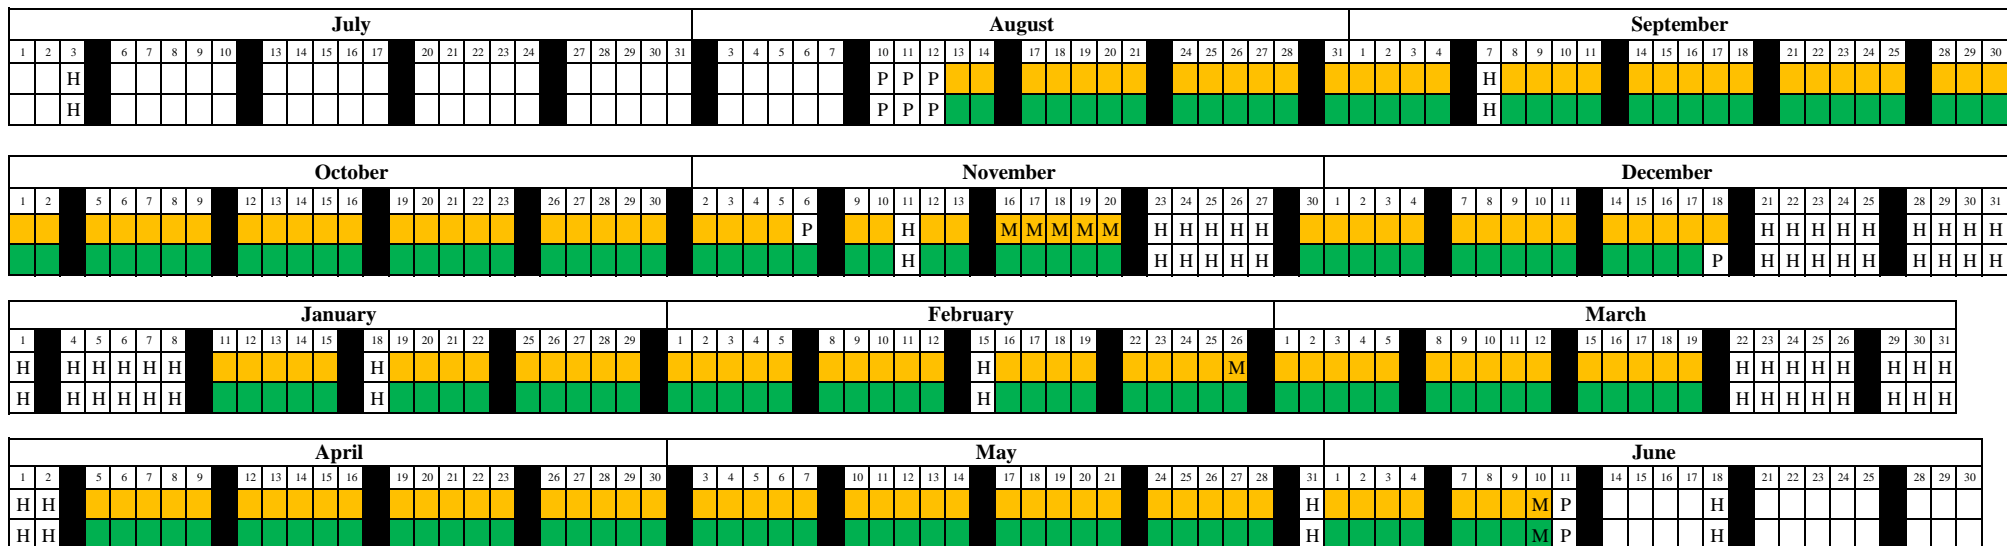 July August September
1 2 3 6 7 8 9 10 13 14 15 16 17 20 21 22 23 24 27 28 29 30 31 3 4 5 6 7 10 11 12 13 14 17 18 19 20 21 24 25 26 27 28 31 1 2 3 4 7 8 9 10 11 14 15 16 17 18 21 22 23 24 25 28 29 30
H P P P H
H P P P H
October November December
1 2 5 6 7 8 9 12 13 14 15 16 19 20 21 22 23 26 27 28 29 30 2 3 4 5 6 9 10 11 12 13 16 17 18 19 20 23 24 25 26 27 30 1 2 3 4 7 8 9 10 11 14 15 16 17 18 21 22 23 24 25 28 29 30 31
P H M M M M M H H H H H H H H H H H H H H
H H H H H H P H H H H H H H H H
January February March
1 4 5 6 7 8 11 12 13 14 15 18 19 20 21 22 25 26 27 28 29 1 2 3 4 5 8 9 10 11 12 15 16 17 18 19 22 23 24 25 26 1 2 3 4 5 8 9 10 11 12 15 16 17 18 19 22 23 24 25 26 29 30 31
H H H H H H H H M H H H H H H H H
H H H H H H H H H H H H H H H H
April May June
1 2 5 6 7 8 9 12 13 14 15 16 19 20 21 22 23 26 27 28 29 30 3 4 5 6 7 10 11 12 13 14 17 18 19 20 21 24 25 26 27 28 31 1 2 3 4 7 8 9 10 11 14 15 16 17 18 21 22 23 24 25 28 29 30
H H H M P H
H H H M P H